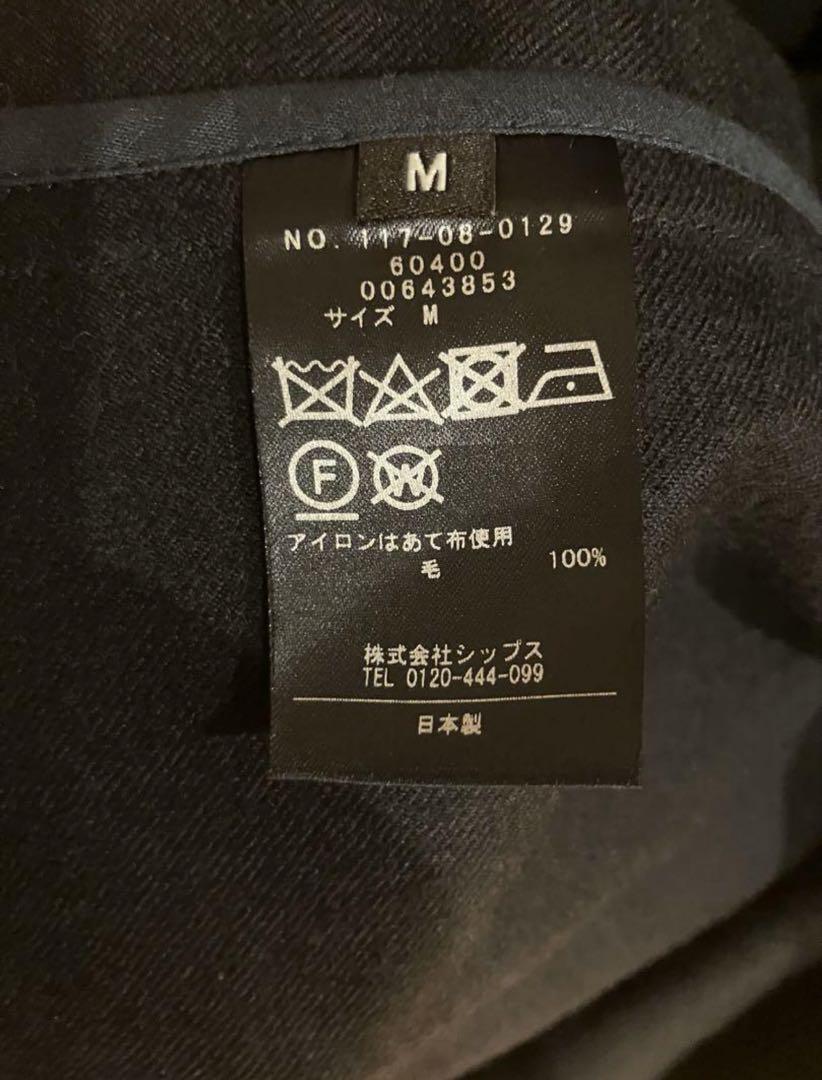 M
NO. 117-08-0129
60400
00643853
サイズ M
F
W
アイロンはあて布使用
毛 100%
株式会社シップス
TEL 0120-444-099
日本製